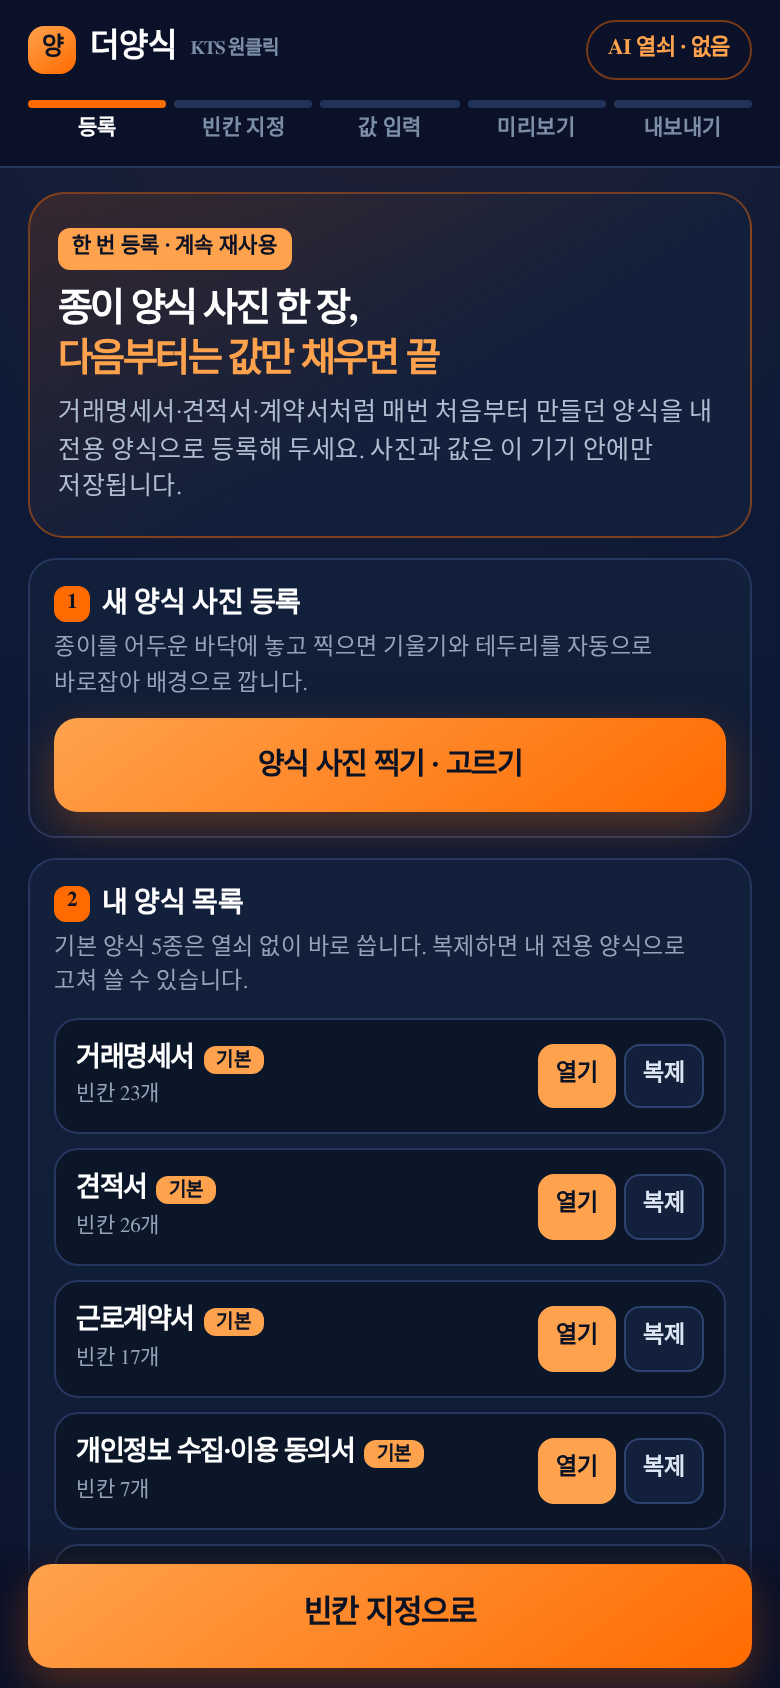 양 더양식 KTS 원클릭 AI 열쇠 · 없음
등록 빈칸 지정 값 입력 미리보기 내보내기
한 번 등록 · 계속 재사용
종이 양식 사진 한 장,
다음부터는 값만 채우면 끝
거래명세서·견적서·계약서처럼 매번 처음부터 만들던 양식을 내
전용 양식으로 등록해 두세요. 사진과 값은 이 기기 안에만
저장됩니다.
1 새 양식 사진 등록
종이를 어두운 바닥에 놓고 찍으면 기울기와 테두리를 자동으로
바로잡아 배경으로 깝니다.
양식 사진 찍기 · 고르기
2 내 양식 목록
기본 양식 5종은 열쇠 없이 바로 씁니다. 복제하면 내 전용 양식으로
고쳐 쓸 수 있습니다.
거래명세서 기본
빈칸 23개
열기 복제
견적서 기본
빈칸 26개
열기 복제
근로계약서 기본
빈칸 17개
열기 복제
개인정보 수집·이용 동의서 기본
빈칸 7개
열기 복제
빈칸 지정으로